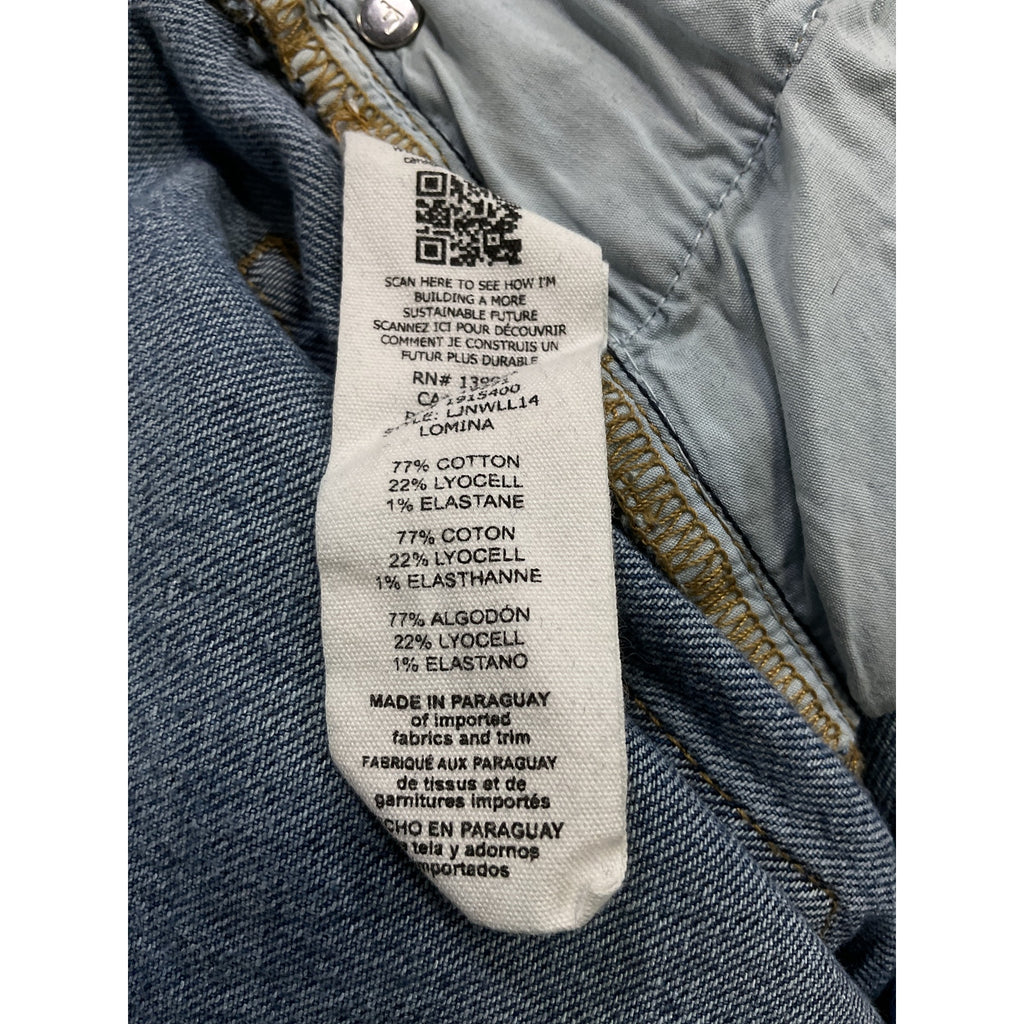 SCAN HERE TO SEE HOW I'M
BUILDING A MORE
SUSTAINABLE FUTURE
SCANNEZ ICI POUR DÉCOUVRIR
COMMENT JE CONSTRUIS UN
FUTUR PLUS DURABLE
RN#
LJNWLL14
LOMINA
77% COTTON
22% LYOCELL
1% ELASTANE
77% COTON
22% LYOCELL
1% ELASTHANNE
77% ALGODÓN
22% LYOCELL
1% ELASTANO
MADE IN PARAGUAY
of imported
fabrics and trim
FABRIQUÉ AUX PARAGUAY
de tissus et de
garnitures importés
EN PARAGUAY
tela y adornos